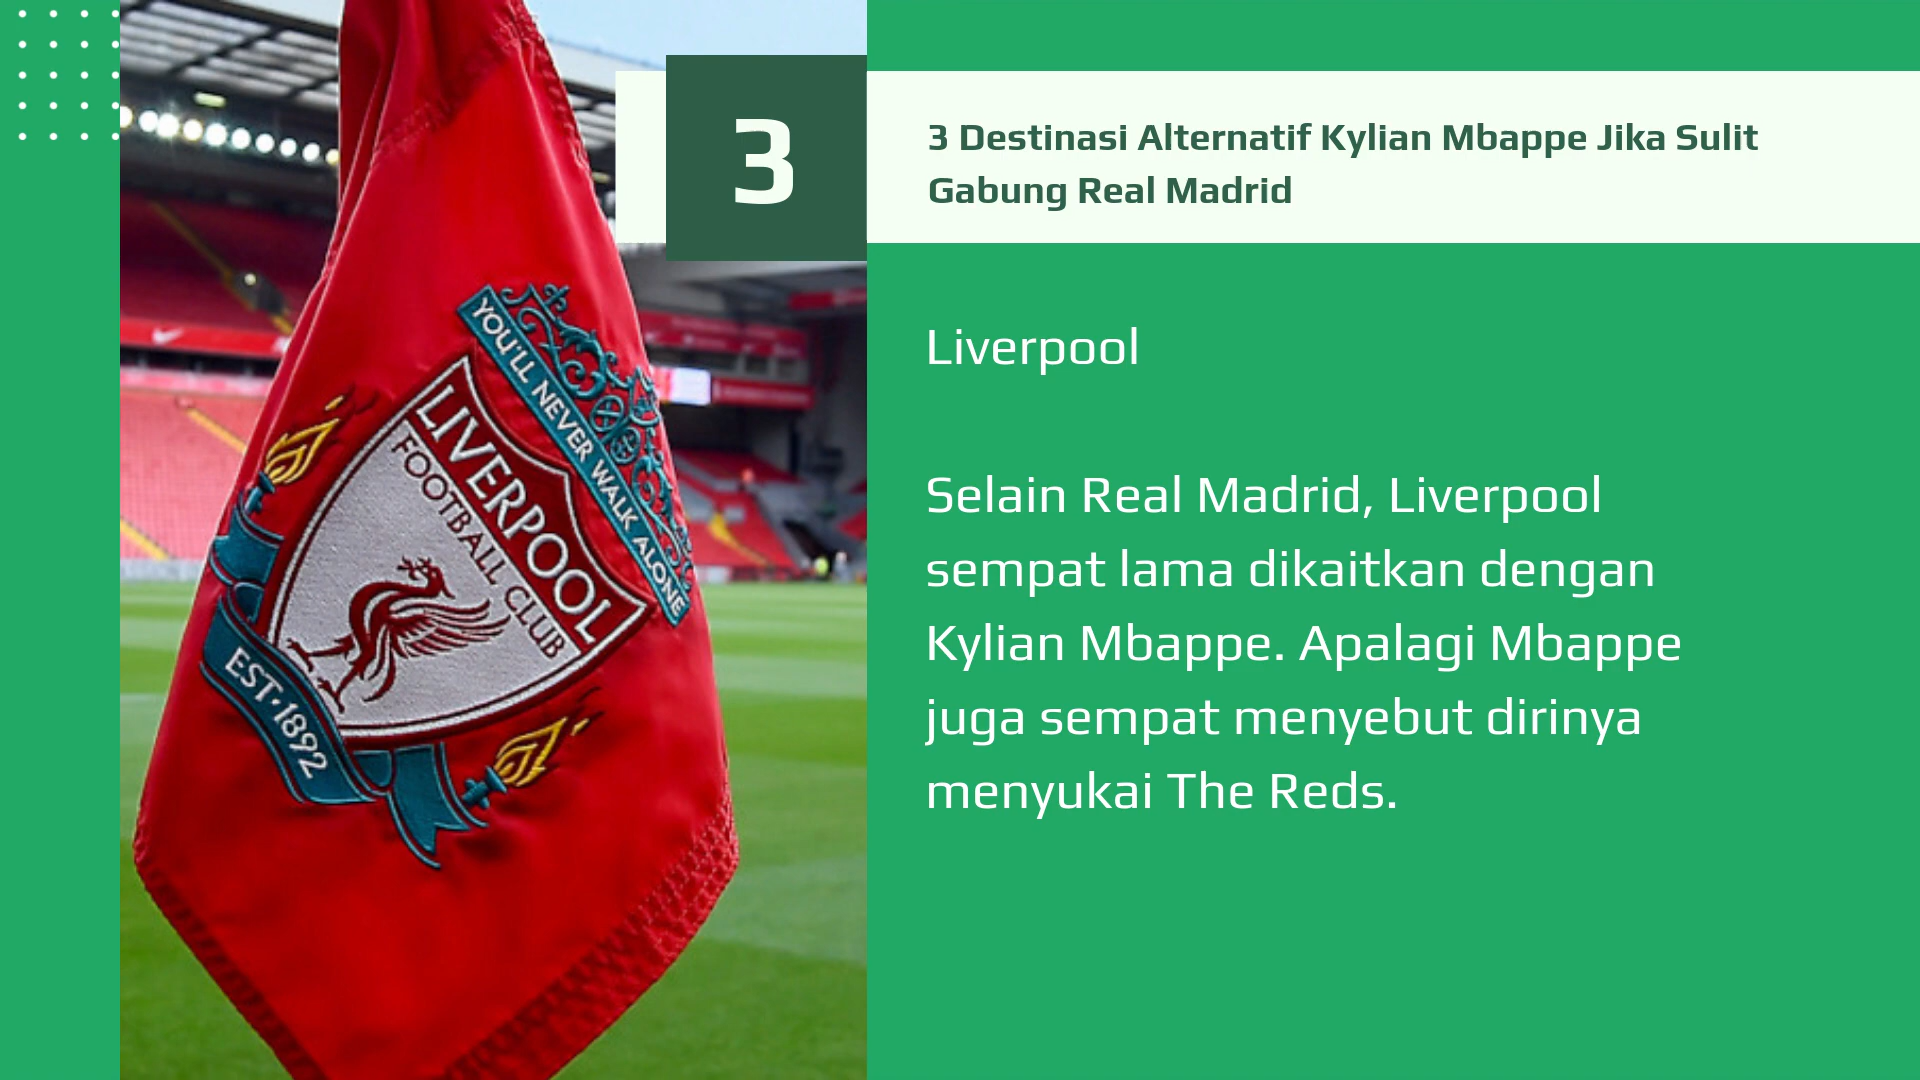 3
3 Destinasi Alternatif Kylian Mbappe Jika Sulit
Gabung Real Madrid
Liverpool
Selain Real Madrid, Liverpool
sempat lama dikaitkan dengan
Kylian Mbappe. Apalagi Mbappe
juga sempat menyebut dirinya
menyukai The Reds.
YOU'LL NEVER WALK ALONE
LIVERPOOL
FOOTBALL CLUB
EST·1892